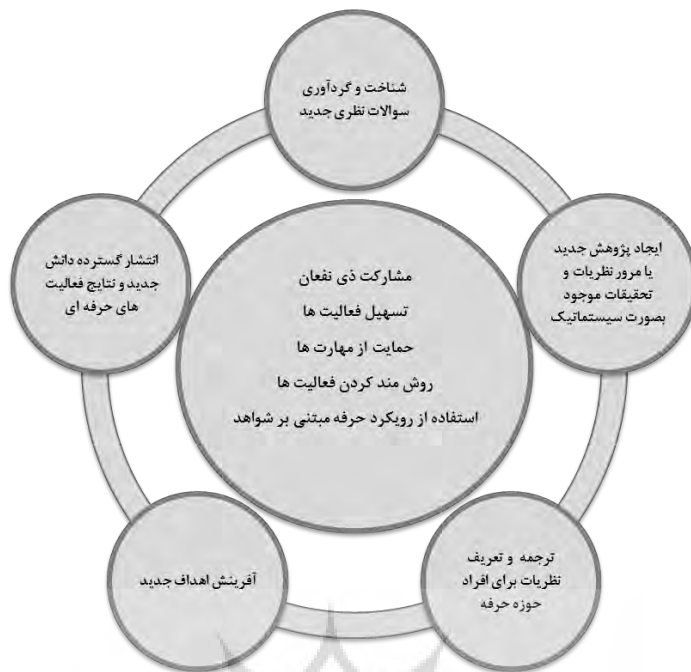 شناخت و گردآوری
سوالات نظری جدید
ایجاد پژوهش جدید
یا مرور نظریات و
تحقیقات موجود
بصورت سیستماتیک
انتشار گسترده دانش
جدید و نتایج فعالیت
های حرفه ای
مشارکت ذی نفعان
تسهیل فعالیت ها
حمایت از مهارت ها
روش مند کردن فعالیت ها
استفاده از رویکرد حرفه مبتنی بر شواهد
ترجمه و تعریف
نظریات برای افراد
حوزه حرفه
آفرینش اهداف جدید